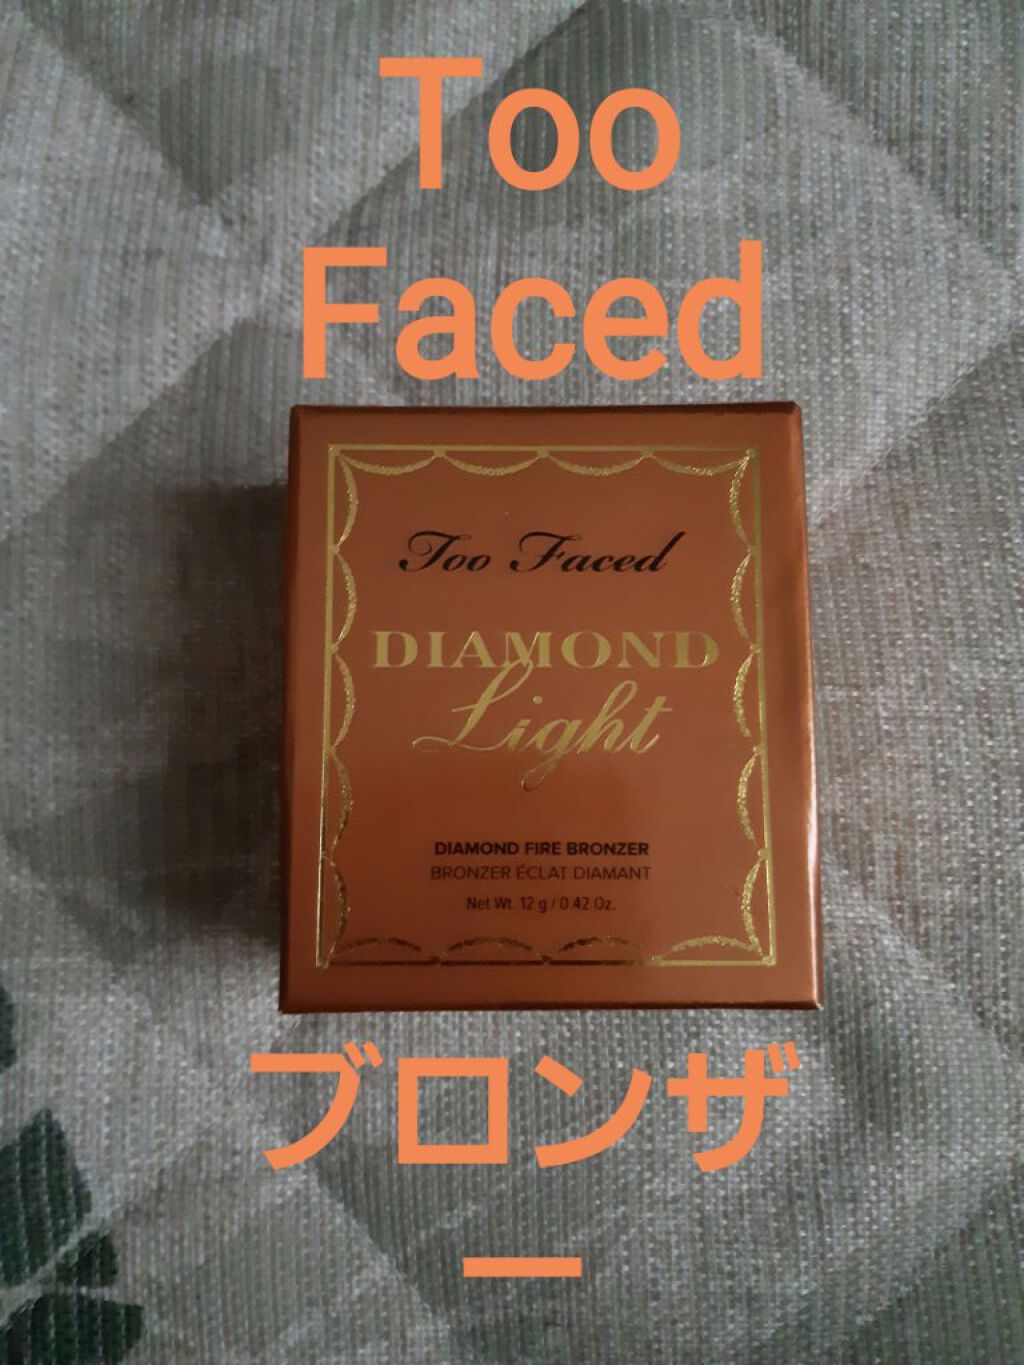 Too
Faced
Too Faced
DIAMOND
Light
DIAMOND FIRE BRONZER
BRONZER ÉCLAT DIAMANT
Net Wt. 12 g / 0.42 Oz.
ブロンザ
ー